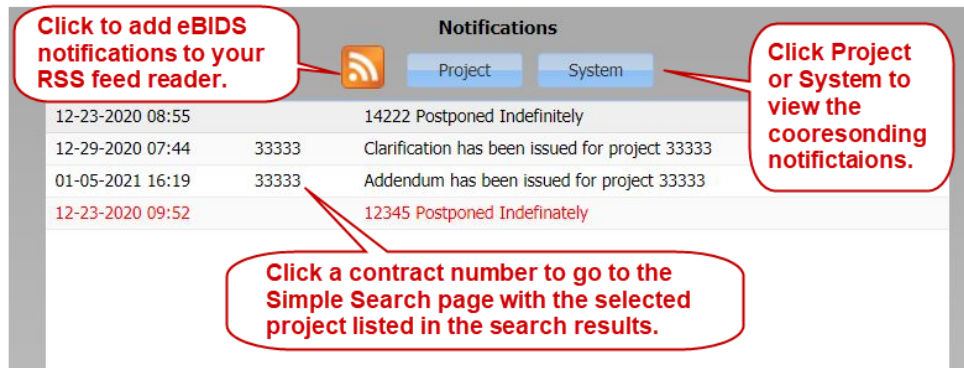 Click to add eBIDS
notifications to your
RSS feed reader.
Notifications
Project
System
Click Project
or System to
view the
cooresonding
notifictaions.
12-23-2020 08:55 14222 Postponed Indefinitely
12-29-2020 07:44 33333 Clarification has been issued for project 33333
01-05-2021 16:19 33333 Addendum has been issued for project 33333
12-23-2020 09:52 12345 Postponed Indefinately
Click a contract number to go to the
Simple Search page with the selected
project listed in the search results.